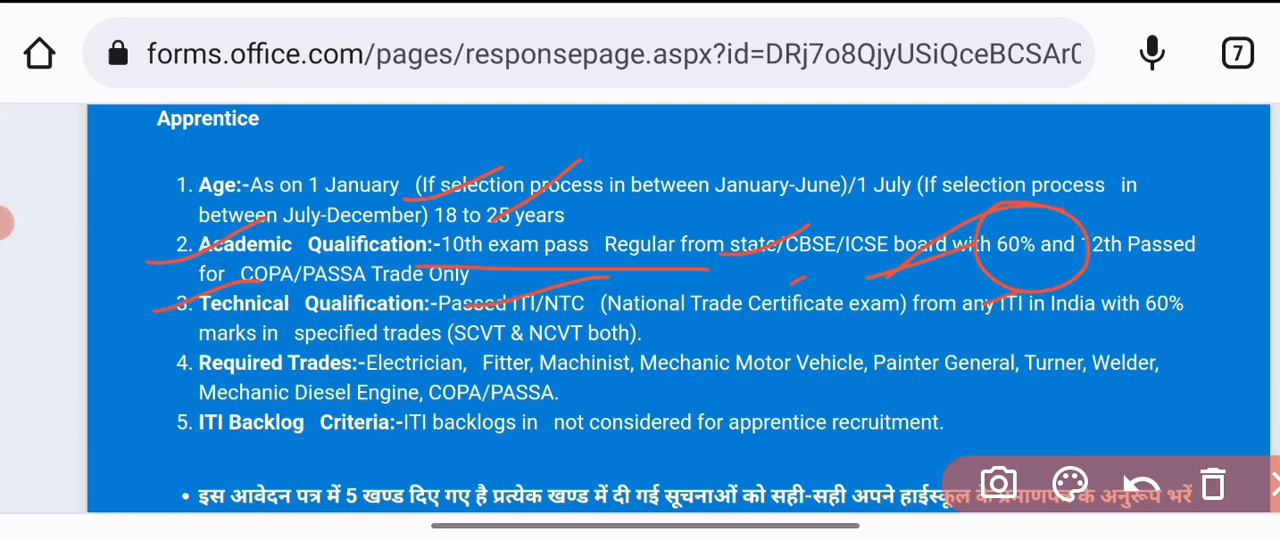 forms.office.com/pages/responsepage.aspx?id=DRj7o8QjyUSiQceBCSArC
7
Apprentice
1. Age:-As on 1 January (If selection process in between January-June)/1 July (If selection process in
between July-December) 18 to 25 years
2. Academic Qualification:-10th exam pass Regular from state/CBSE/ICSE board with 60% and 12th Passed
for COPA/PASSA Trade Only
3. Technical Qualification:-Passed ITI/NTC (National Trade Certificate exam) from any ITI in India with 60%
marks in specified trades (SCVT & NCVT both).
4. Required Trades:-Electrician, Fitter, Machinist, Mechanic Motor Vehicle, Painter General, Turner, Welder,
Mechanic Diesel Engine, COPA/PASSA.
5. ITI Backlog Criteria:-ITI backlogs in not considered for apprentice recruitment.
• इस आवेदन पत्र में 5 खण्ड दिए गए है प्रत्येक खण्ड में दी गई सूचनाओं को सही-सही अपने हाईस्कूल के प्रमाणपत्र के अनुरूप भरें